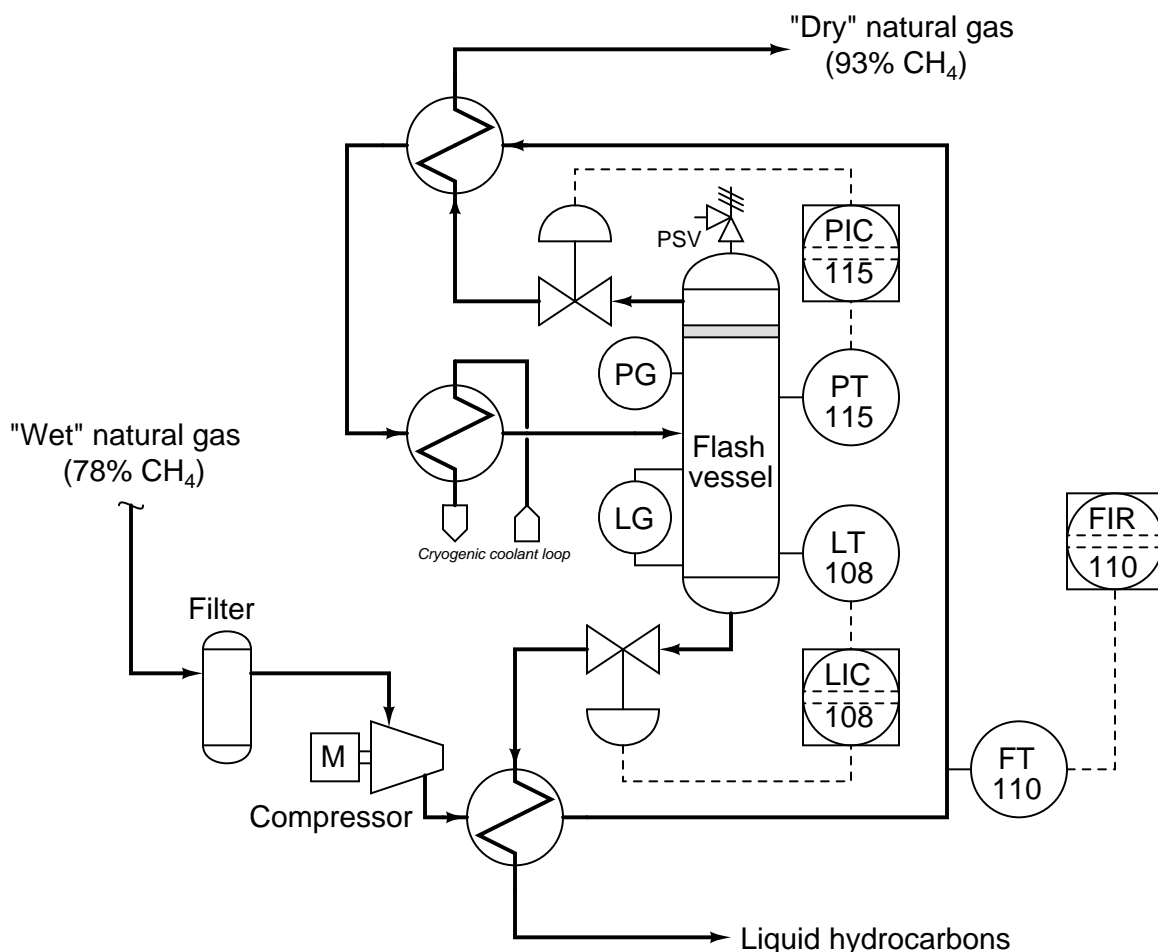 "Dry" natural gas
(93% CH₄)
PSV
PIC
115
PG
PT
115
"Wet" natural gas
(78% CH₄)
Flash
vessel
LG
Cryogenic coolant loop
LT
108
FIR
110
Filter
LIC
108
M
FT
110
Compressor
Liquid hydrocarbons